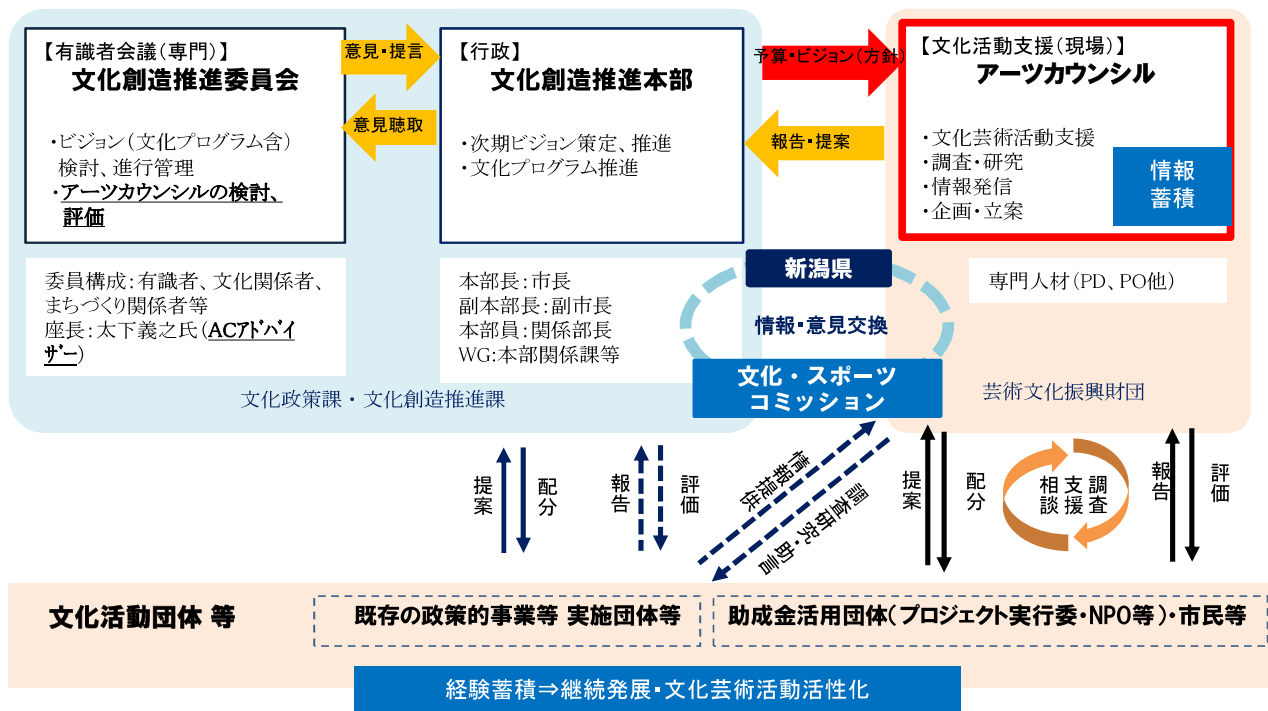 【有識者会議（専門）】
文化創造推進委員会
・ビジョン（文化プログラム含）
検討、進行管理
・アーツカウンシルの検討、
評価
意見・提言
意見聴取
【行政】
文化創造推進本部
・次期ビジョン策定、推進
・文化プログラム推進
予算・ビジョン（方針）
報告・提案
【文化活動支援（現場）】
アーツカウンシル
・文化芸術活動支援
・調査・研究
・情報発信
・企画・立案
情報
蓄積
委員構成：有識者、文化関係者、
まちづくり関係者等
座長：太下義之氏（ACｱﾄﾞﾊﾞｲ
ｻﾞｰ）
本部長：市長
副本部長：副市長
本部員：関係部長
WG：本部関係課等
新潟県
情報・意見交換
文化・スポーツ
コミッション
専門人材（PD、PO他）
文化政策課・文化創造推進課
芸術文化振興財団
提案
配分
報告
評価
情報提供
調査研究・助言
提案
配分
調査
支援
相談
報告
評価
文化活動団体 等
既存の政策的事業等 実施団体等
助成金活用団体（プロジェクト実行委・NPO等）・市民等
経験蓄積⇒継続発展・文化芸術活動活性化